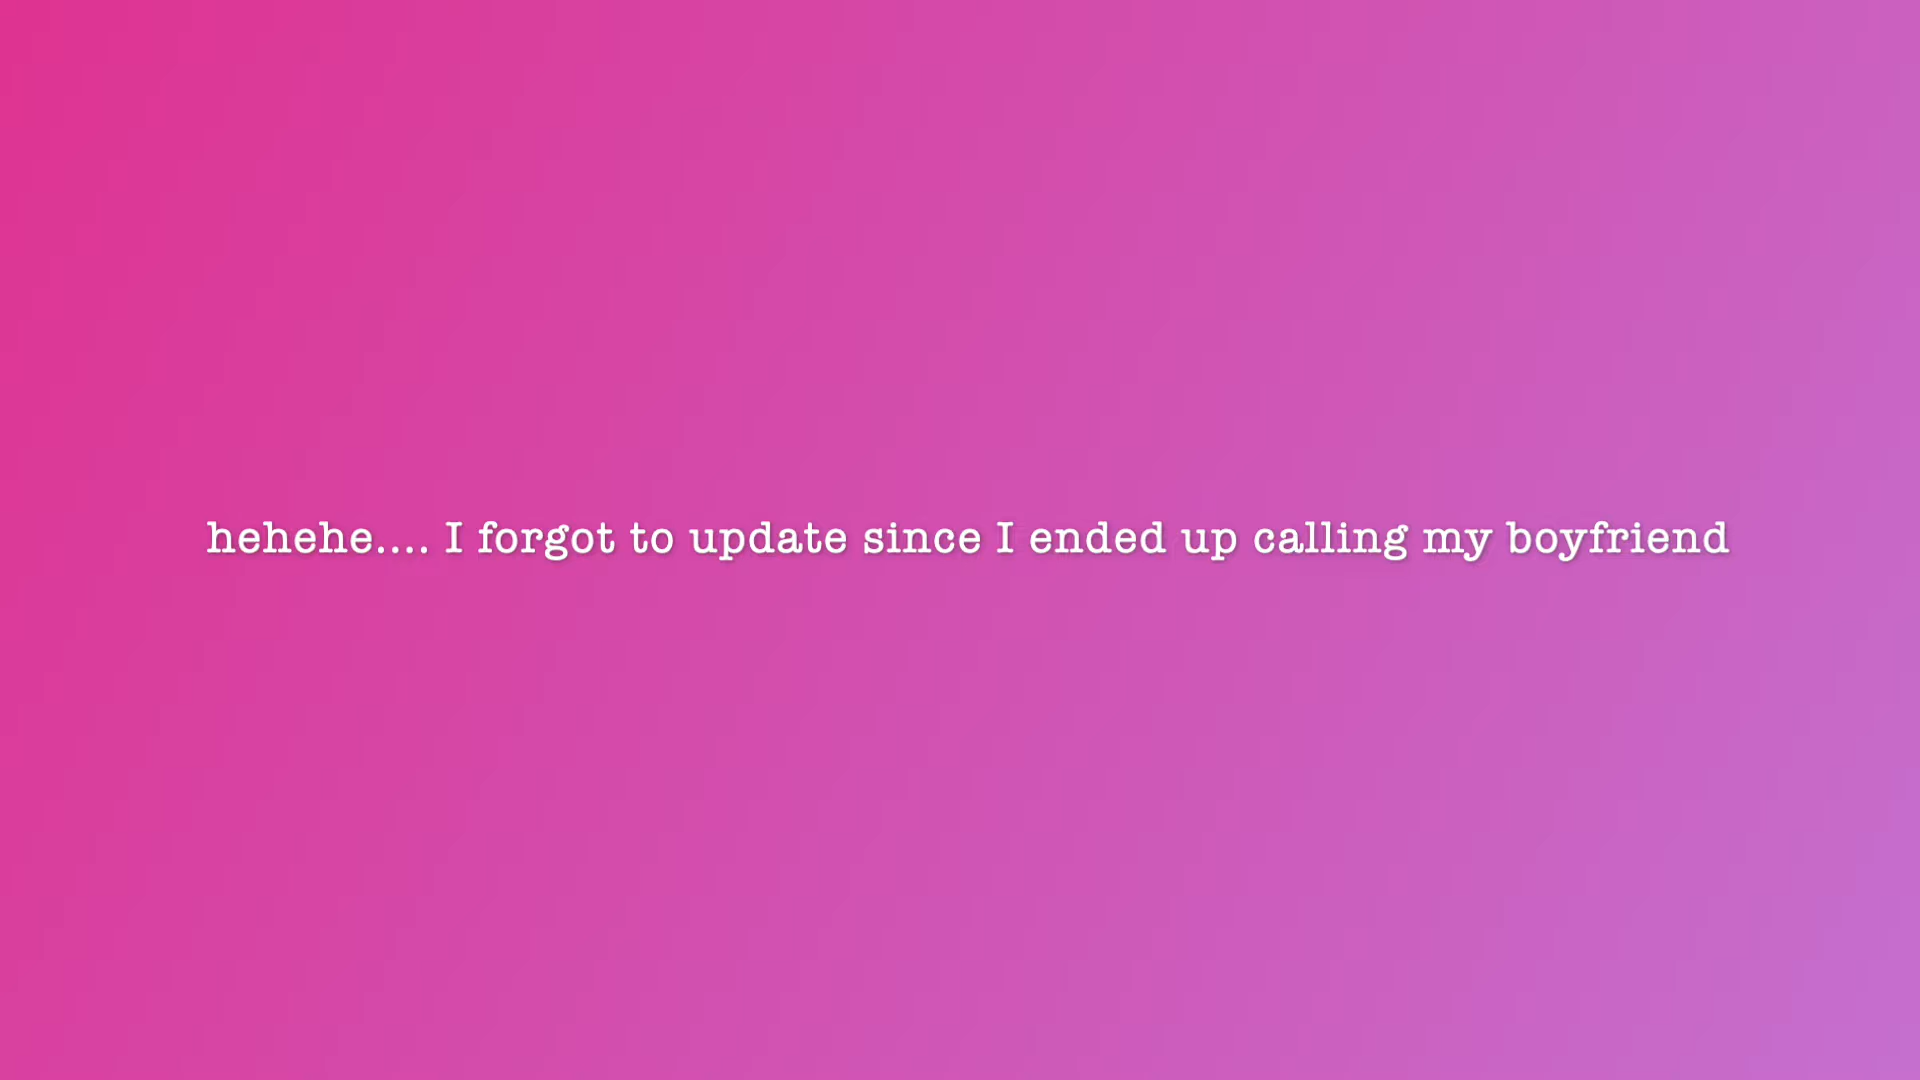 hehehe.... I forgot to update since I ended up calling my boyfriend